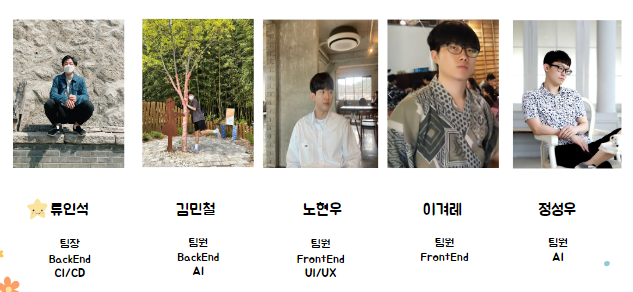 류인석
김민철
노현우
이겨레
정성우
팀장
BackEnd
CI/CD
팀원
BackEnd
AI
팀원
FrontEnd
UI/UX
팀원
FrontEnd
팀원
AI